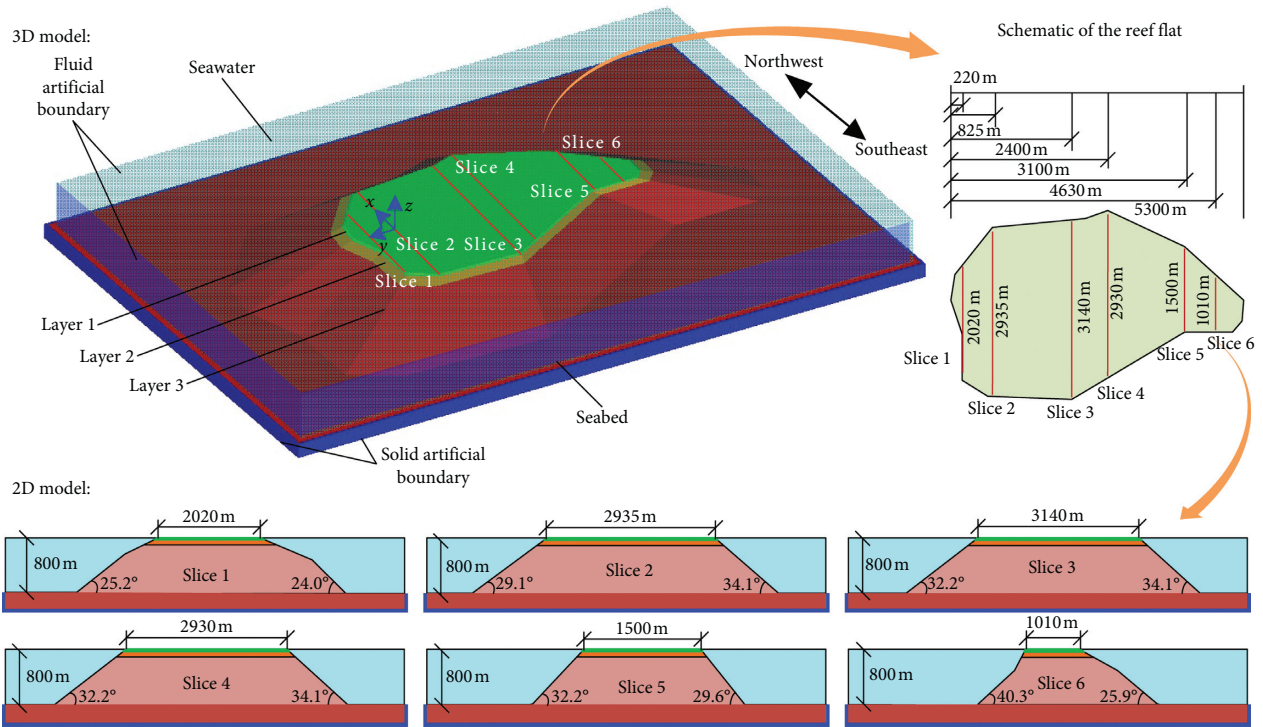 3D model:
Fluid
artificial
boundary
Seawater
Northwest
Southeast
Schematic of the reef flat
220 m
825 m
2400 m
3100 m
4630 m
5300 m
Slice 6
Slice 4
Slice 5
x
z
y
Slice 2
Slice 3
Slice 1
Layer 1
Layer 2
Layer 3
Seabed
Solid artificial
boundary
2020 m
2935 m
3140 m
2930 m
1500 m
1010 m
Slice 1
Slice 2
Slice 3
Slice 4
Slice 5
Slice 6
2D model:
2020 m
800 m
25.2°
Slice 1
24.0°
2935 m
800 m
29.1°
Slice 2
34.1°
3140 m
800 m
32.2°
Slice 3
34.1°
2930 m
800 m
32.2°
Slice 4
34.1°
1500 m
800 m
32.2°
Slice 5
29.6°
1010 m
800 m
40.3°
Slice 6
25.9°